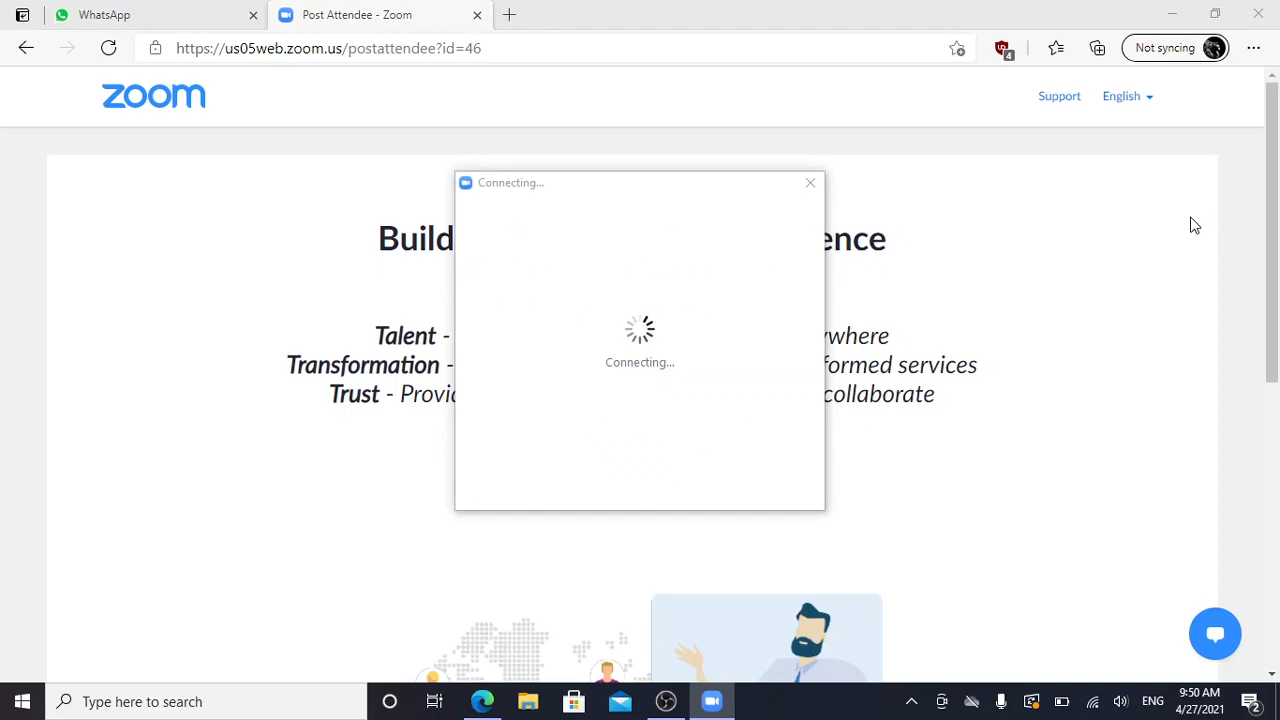 WhatsApp
Post Attendee - Zoom
https://us05web.zoom.us/postattendee?id=46
4
Not syncing
zoom
Support
English
Connecting...
Build
ence
Talent -
where
Transformation -
formed services
Trust - Provi
collaborate
Connecting...
Type here to search
ENG
9:50 AM
4/27/2021
2